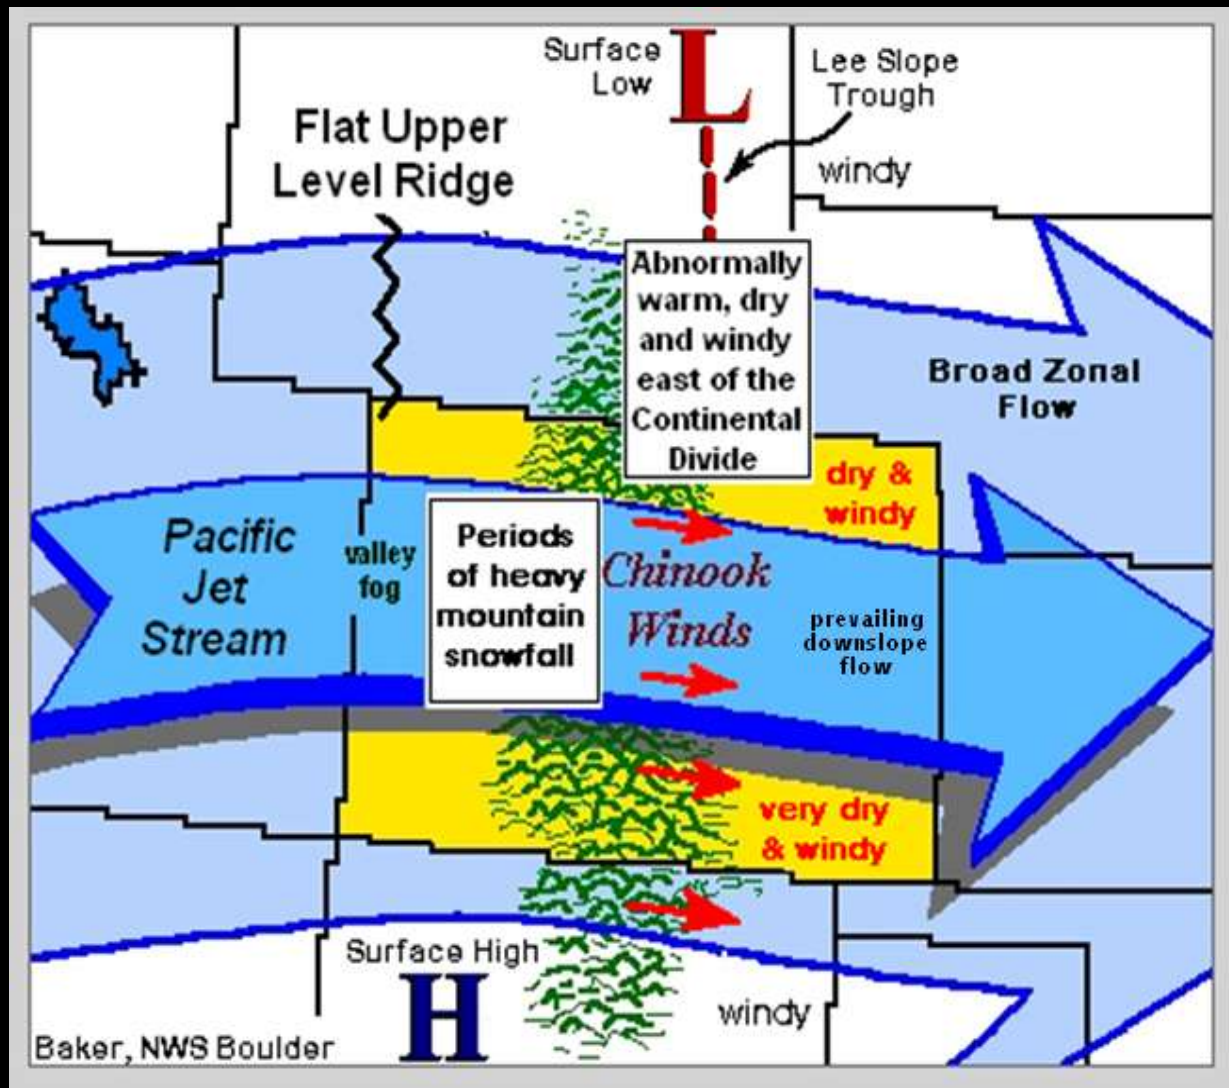 Surface
Low
L
Lee Slope
Trough
windy
Flat Upper
Level Ridge
Abnormally
warm, dry
and windy
east of the
Continental
Divide
Broad Zonal
Flow
dry &
windy
Pacific
Jet
Stream
valley
fog
Periods
of heavy
mountain
snowfall
Chinook
Winds
prevailing
downslope
flow
very dry
& windy
Surface High
H
windy
Baker, NWS Boulder